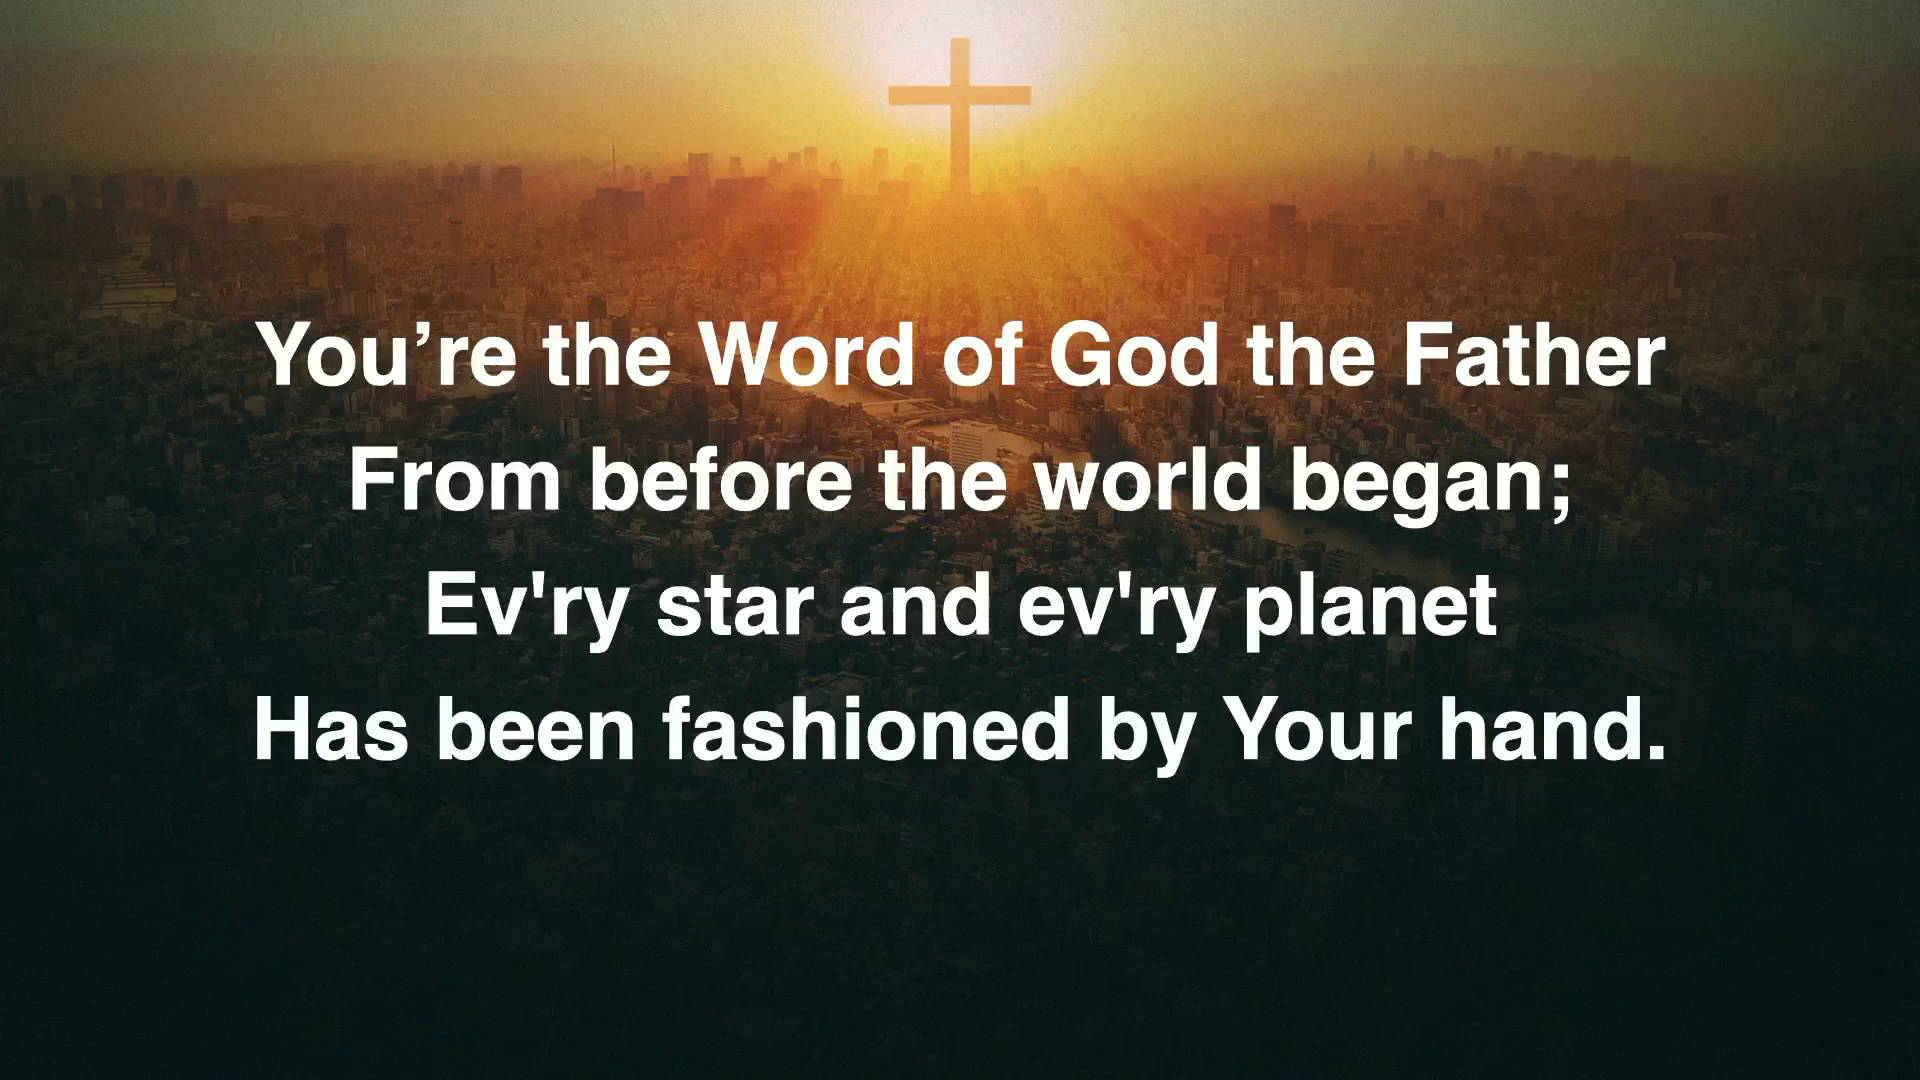 You’re the Word of God the Father
From before the world began;
Ev'ry star and ev'ry planet
Has been fashioned by Your hand.